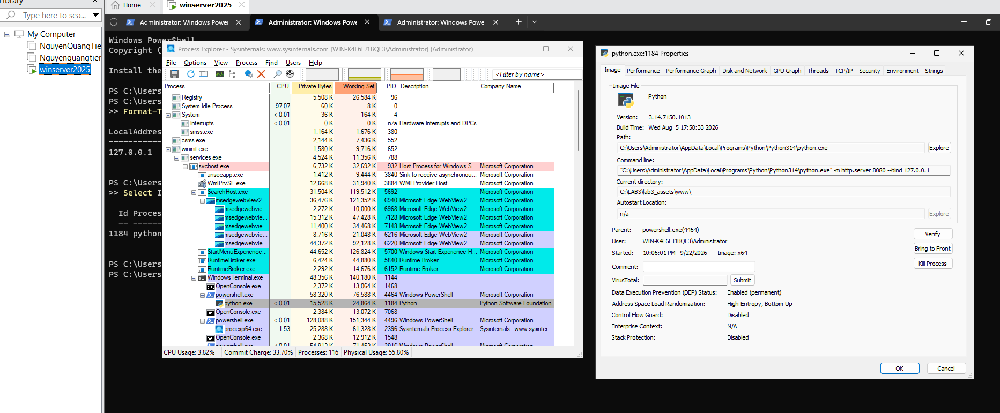 Library
Type here to sea...
My Computer
NguyenQuangTie
Nguyenquangtier
winserver2025
Home
winserver2025
Administrator: Windows Power
Administrator: Windows Powe
Administrator: Windows Power
Windows PowerShell
Copyright (
Install the
PS C:\Users
PS C:\Users
>> Format-T
LocalAddres
127.0.0.1
PS C:\Users
>> Select I
Id Proces
-- ------
1184 python
PS C:\Users
PS C:\Users
Process Explorer - Sysinternals: www.sysinternals.com [WIN-K4F6LJ1BQL3\Administrator] (Administrator)
File Options View Process Find Users Help
<Filter by name>
Process CPU Private Bytes Working Set PID Description Company Name
Registry 5,508 K 26,584 K 96
System Idle Process 97.07 60 K 8 K 0
System < 0.01 36 K 164 K 4
Interrupts < 0.01 0 K 0 K n/a Hardware Interrupts and DPCs
smss.exe 1,164 K 1,676 K 380
csrss.exe 2,144 K 7,436 K 552
wininit.exe 1,580 K 9,716 K 652
services.exe 4,524 K 11,356 K 788
svchost.exe 6,732 K 32,692 K 932 Host Process for Windows S... Microsoft Corporation
unsecapp.exe 1,412 K 9,444 K 3840 Sink to receive asynchronou... Microsoft Corporation
WmiPrvSE.exe 12,668 K 31,940 K 3884 WMI Provider Host Microsoft Corporation
SearchHost.exe 31,504 K 119,512 K 5692 Microsoft Corporation
msedgewebview2.... 36,476 K 121,352 K 6940 Microsoft Edge WebView2 Microsoft Corporation
msedgewebvie... 2,272 K 10,000 K 6968 Microsoft Edge WebView2 Microsoft Corporation
msedgewebvie... 15,312 K 47,428 K 7128 Microsoft Edge WebView2 Microsoft Corporation
msedgewebvie... 11,400 K 34,468 K 7148 Microsoft Edge WebView2 Microsoft Corporation
msedgewebvie... 8,716 K 21,048 K 6216 Microsoft Edge WebView2 Microsoft Corporation
msedgewebvie... 44,372 K 92,128 K 6220 Microsoft Edge WebView2 Microsoft Corporation
StartMenuExperience... 44,652 K 126,824 K 5700 Windows Start Experience H... Microsoft Corporation
RuntimeBroker.exe 6,424 K 44,880 K 5840 Runtime Broker Microsoft Corporation
RuntimeBroker.exe 2,292 K 14,676 K 6152 Runtime Broker Microsoft Corporation
WindowsTerminal.exe 48,356 K 140,180 K 1144
OpenConsole.exe 2,372 K 13,064 K 1468
powershell.exe 58,320 K 76,588 K 4464 Windows PowerShell Microsoft Corporation
python.exe < 0.01 15,528 K 24,864 K 1184 Python Python Software Foundation
OpenConsole.exe 2,384 K 13,072 K 7068
powershell.exe < 0.01 128,088 K 151,344 K 4496 Windows PowerShell Microsoft Corporation
procexp64.exe 1.53 25,288 K 61,328 K 2396 Sysinternals Process Explorer Sysinternals - www.sysinter...
OpenConsole.exe 2,368 K 12,912 K 1548
CPU Usage: 3.82% Commit Charge: 33.70% Processes: 116 Physical Usage: 55.80%
python.exe:1184 Properties
Image Performance Performance Graph Disk and Network GPU Graph Threads TCP/IP Security Environment Strings
Image File
Python
Version: 3.14.7150.1013
Build Time: Wed Aug 5 17:58:33 2026
Path:
C:\Users\Administrator\AppData\Local\Programs\Python\Python314\python.exe Explore
Command line:
"C:\Users\Administrator\AppData\Local\Programs\Python\Python314\python.exe" -m http.server 8080 --bind 127.0.0.1
Current directory:
C:\LAB3\lab3_assets\www\
Autostart Location:
n/a Explore
Parent: powershell.exe(4464) Verify
User: WIN-K4F6LJ1BQL3\Administrator
Bring to Front
Started: 10:06:01 PM 9/22/2026 Image: x64
Kill Process
Comment:
VirusTotal: Submit
Data Execution Prevention (DEP) Status: Enabled (permanent)
Address Space Load Randomization: High-Entropy, Bottom-Up
Control Flow Guard: Disabled
Enterprise Context: N/A
Stack Protection: Disabled
OK Cancel